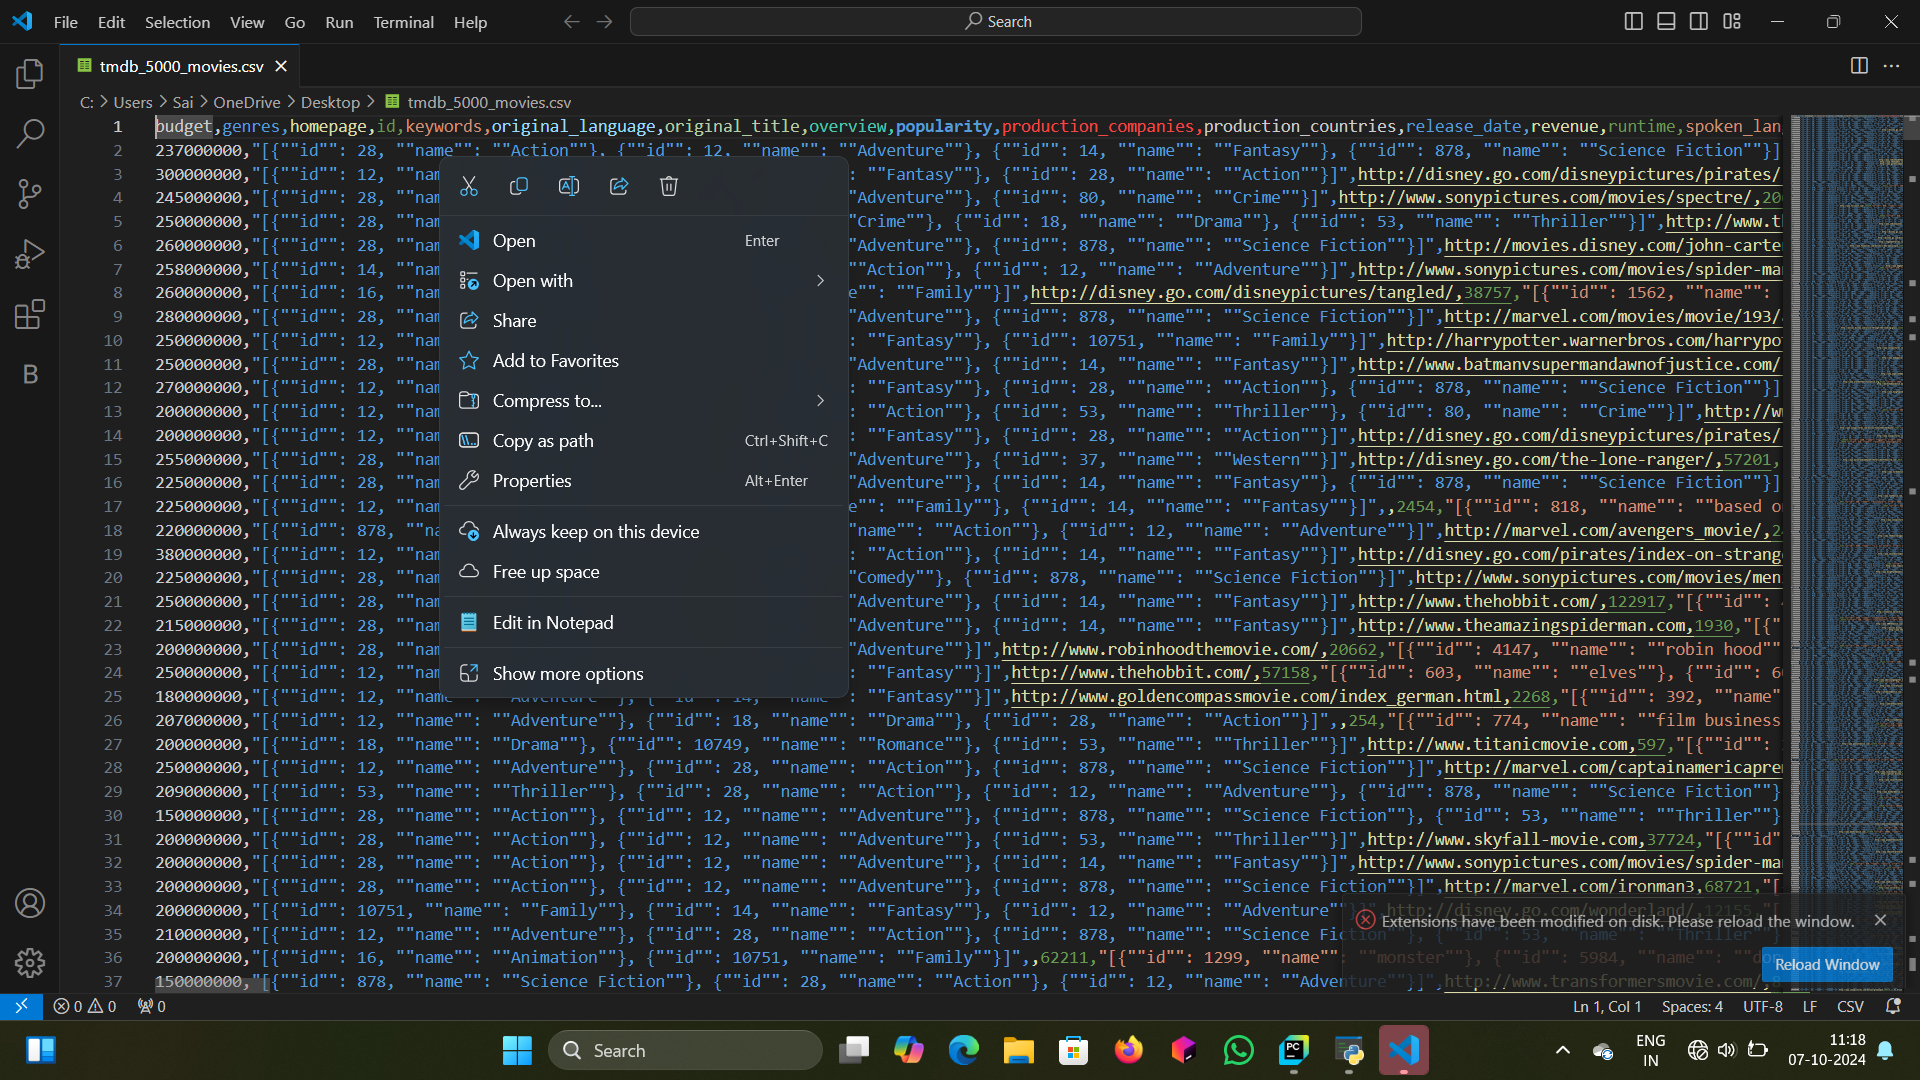 File Edit Selection View Go Run Terminal Help
Search
tmdb_5000_movies.csv
C: > Users > Sai > OneDrive > Desktop > tmdb_5000_movies.csv
1 budget,genres,homepage,id,keywords,original_language,original_title,overview,popularity,production_companies,production_countries,release_date,revenue,runtime,spoken_lan
2 237000000,"[{""id"": 28, ""name"": ""Action""}, {""id"": 12, ""name"": ""Adventure""}, {""id"": 14, ""name"": ""Fantasy""}, {""id"": 878, ""name"": ""Science Fiction""}]
3 300000000,"[{""id"": 12, ""nam : ""Fantasy""}, {""id"": 28, ""name"": ""Action""}]",http://disney.go.com/disneypictures/pirates/
4 245000000,"[{""id"": 28, ""nam "Adventure""}, {""id"": 80, ""name"": ""Crime""}]",http://www.sonypictures.com/movies/spectre/,20
5 250000000,"[{""id"": 28, ""nam "Crime""}, {""id"": 18, ""name"": ""Drama""}, {""id"": 53, ""name"": ""Thriller""}]",http://www.t
6 260000000,"[{""id"": 28, ""nam "Adventure""}, {""id"": 878, ""name"": ""Science Fiction""}]",http://movies.disney.com/john-carte
7 258000000,"[{""id"": 14, ""nam ""Action""}, {""id"": 12, ""name"": ""Adventure""}]",http://www.sonypictures.com/movies/spider-ma
8 260000000,"[{""id"": 16, ""nam e"": ""Family""}]",http://disney.go.com/disneypictures/tangled/,38757,"[{""id"": 1562, ""name"":
9 280000000,"[{""id"": 28, ""nam "Adventure""}, {""id"": 878, ""name"": ""Science Fiction""}]",http://marvel.com/movies/movie/193/
10 250000000,"[{""id"": 12, ""nam : ""Fantasy""}, {""id"": 10751, ""name"": ""Family""}]",http://harrypotter.warnerbros.com/harrypo
11 250000000,"[{""id"": 28, ""nam "Adventure""}, {""id"": 14, ""name"": ""Fantasy""}]",http://www.batmanvsupermandawnofjustice.com/
12 270000000,"[{""id"": 12, ""nam : ""Fantasy""}, {""id"": 28, ""name"": ""Action""}, {""id"": 878, ""name"": ""Science Fiction""}]
13 200000000,"[{""id"": 12, ""nam : ""Action""}, {""id"": 53, ""name"": ""Thriller""}, {""id"": 80, ""name"": ""Crime""}]",http://w
14 200000000,"[{""id"": 12, ""nam : ""Fantasy""}, {""id"": 28, ""name"": ""Action""}]",http://disney.go.com/disneypictures/pirates/
15 255000000,"[{""id"": 28, ""nam "Adventure""}, {""id"": 37, ""name"": ""Western""}]",http://disney.go.com/the-lone-ranger/,57201,
16 225000000,"[{""id"": 28, ""nam "Adventure""}, {""id"": 14, ""name"": ""Fantasy""}, {""id"": 878, ""name"": ""Science Fiction""}]
17 225000000,"[{""id"": 12, ""nam e"": ""Family""}, {""id"": 14, ""name"": ""Fantasy""}]",,2454,"[{""id"": 818, ""name"": ""based o
18 220000000,"[{""id"": 878, ""na name"": ""Action""}, {""id"": 12, ""name"": ""Adventure""}]",http://marvel.com/avengers_movie/,2
19 380000000,"[{""id"": 12, ""nam : ""Action""}, {""id"": 14, ""name"": ""Fantasy""}]",http://disney.go.com/pirates/index-on-strang
20 225000000,"[{""id"": 28, ""nam "Comedy""}, {""id"": 878, ""name"": ""Science Fiction""}]",http://www.sonypictures.com/movies/men
21 250000000,"[{""id"": 28, ""nam "Adventure""}, {""id"": 14, ""name"": ""Fantasy""}]",http://www.thehobbit.com/,122917,"[{""id"":
22 215000000,"[{""id"": 28, ""nam "Adventure""}, {""id"": 14, ""name"": ""Fantasy""}]",http://www.theamazingspiderman.com,1930,"[{"
23 200000000,"[{""id"": 28, ""nam "Adventure""}]",http://www.robinhoodthemovie.com/,20662,"[{""id"": 4147, ""name"": ""robin hood""
24 250000000,"[{""id"": 12, ""nam : ""Fantasy""}]",http://www.thehobbit.com/,57158,"[{""id"": 603, ""name"": ""elves""}, {""id"": 6
25 180000000,"[{""id"": 12, ""name"": ""Adventure""}, {""id"": 14, ""name"": ""Fantasy""}]",http://www.goldencompassmovie.com/index_german.html,2268,"[{""id"": 392, ""name"
26 207000000,"[{""id"": 12, ""name"": ""Adventure""}, {""id"": 18, ""name"": ""Drama""}, {""id"": 28, ""name"": ""Action""}]",,254,"[{""id"": 774, ""name"": ""film business
27 200000000,"[{""id"": 18, ""name"": ""Drama""}, {""id"": 10749, ""name"": ""Romance""}, {""id"": 53, ""name"": ""Thriller""}]",http://www.titanicmovie.com,597,"[{""id"":
28 250000000,"[{""id"": 12, ""name"": ""Adventure""}, {""id"": 28, ""name"": ""Action""}, {""id"": 878, ""name"": ""Science Fiction""}]",http://marvel.com/captainamericapre
29 209000000,"[{""id"": 53, ""name"": ""Thriller""}, {""id"": 28, ""name"": ""Action""}, {""id"": 12, ""name"": ""Adventure""}, {""id"": 878, ""name"": ""Science Fiction""}
30 150000000,"[{""id"": 28, ""name"": ""Action""}, {""id"": 12, ""name"": ""Adventure""}, {""id"": 878, ""name"": ""Science Fiction""}, {""id"": 53, ""name"": ""Thriller""}
31 200000000,"[{""id"": 28, ""name"": ""Action""}, {""id"": 12, ""name"": ""Adventure""}, {""id"": 53, ""name"": ""Thriller""}]",http://www.skyfall-movie.com,37724,"[{""id"
32 200000000,"[{""id"": 28, ""name"": ""Action""}, {""id"": 12, ""name"": ""Adventure""}, {""id"": 14, ""name"": ""Fantasy""}]",http://www.sonypictures.com/movies/spider-ma
33 200000000,"[{""id"": 28, ""name"": ""Action""}, {""id"": 12, ""name"": ""Adventure""}, {""id"": 878, ""name"": ""Science Fiction""}]",http://marvel.com/ironman3,68721,"[
34 200000000,"[{""id"": 10751, ""name"": ""Family""}, {""id"": 14, ""name"": ""Fantasy""}, {""id"": 12, ""name"": ""Adventure""}]",http://disney.go.com/wonderland/,12155,"[
35 210000000,"[{""id"": 12, ""name"": ""Adventure""}, {""id"": 28, ""name"": ""Action""}, {""id"": 878, ""name"": ""Science Fiction""}, {""id"": 53, ""name"": ""Thriller""}
36 200000000,"[{""id"": 16, ""name"": ""Animation""}, {""id"": 10751, ""name"": ""Family""}]",,62211,"[{""id"": 1299, ""name"": ""monster""}, {""id"": 5984, ""name"": ""do
37 150000000,"[{""id"": 878, ""name"": ""Science Fiction""}, {""id"": 28, ""name"": ""Action""}, {""id"": 12, ""name"": ""Adventure""}]",http://www.transformersmovie.com/,8
Open Enter
Open with
Share
Add to Favorites
Compress to...
Copy as path Ctrl+Shift+C
Properties Alt+Enter
Always keep on this device
Free up space
Edit in Notepad
Show more options
Extensions have been modified on disk. Please reload the window.
Reload Window
0 0 0
Ln 1, Col 1 Spaces: 4 UTF-8 LF CSV
Search
ENG
IN
11:18
07-10-2024